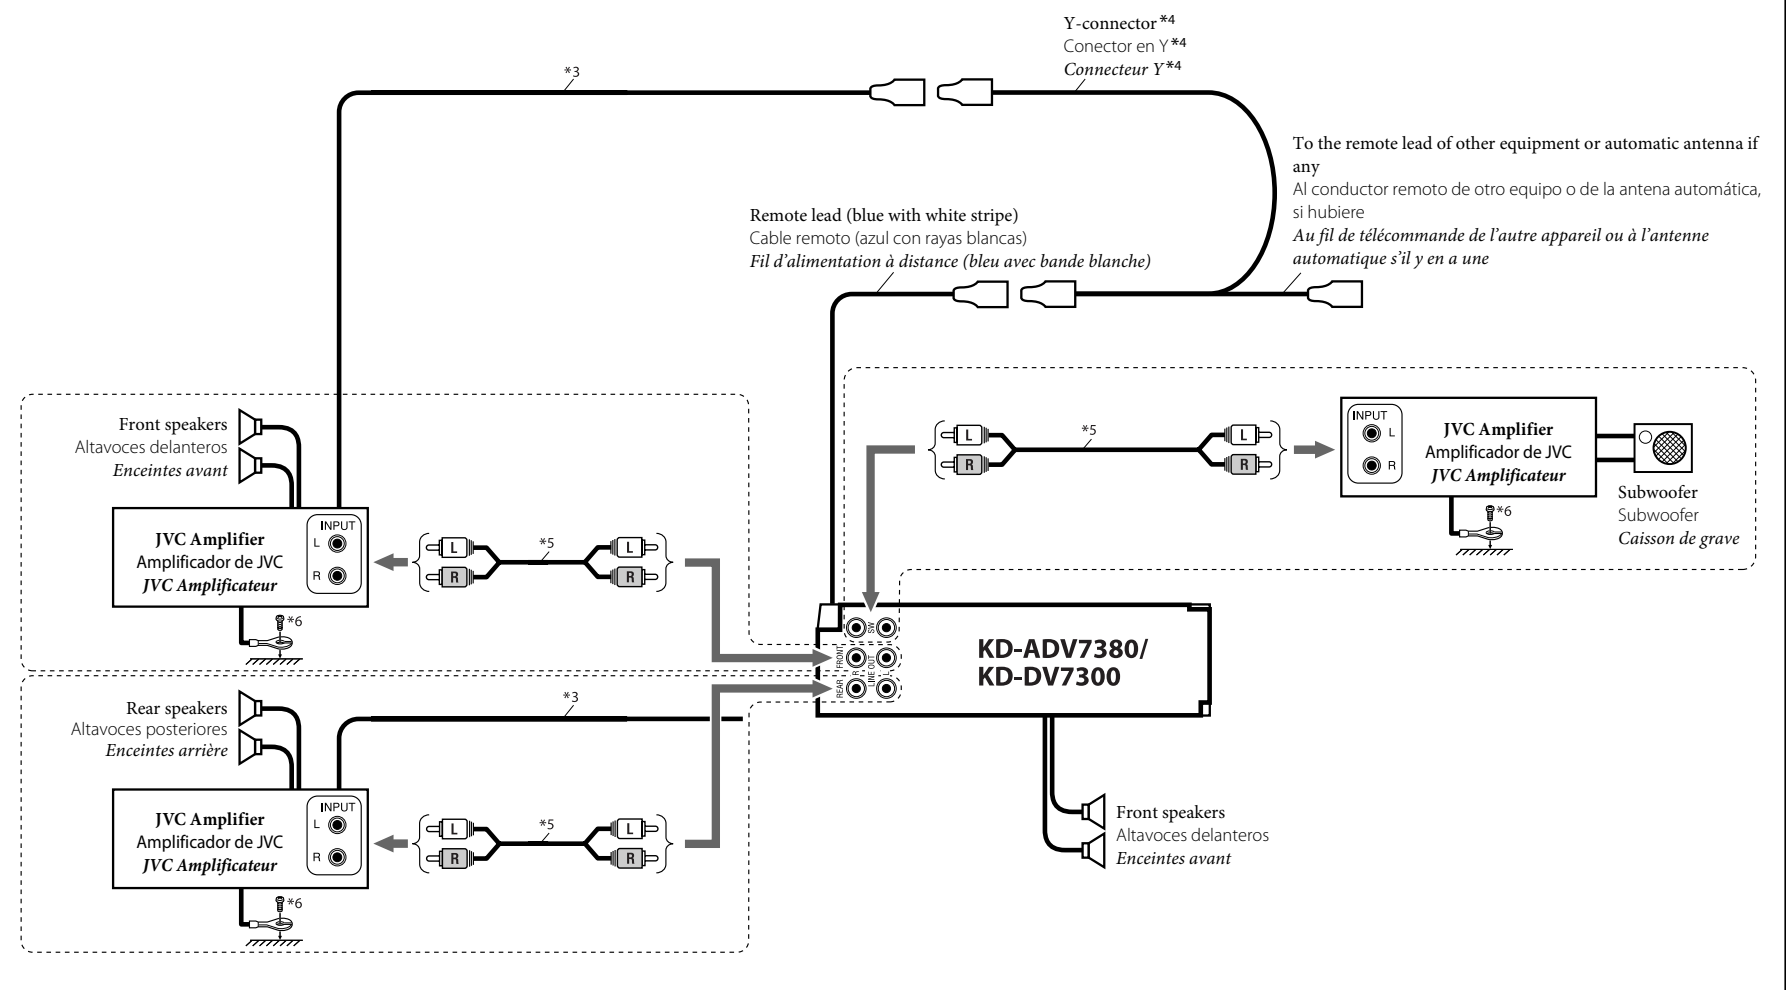 Y-connector*4
Conector en Y*4
Connecteur Y*4
*3
To the remote lead of other equipment or automatic antenna if
any
Al conductor remoto de otro equipo o de la antena automática,
si hubiere
Au fil de télécommande de l'autre appareil ou à l'antenne
automatique s'il y en a une
Remote lead (blue with white stripe)
Cable remoto (azul con rayas blancas)
Fil d'alimentation à distance (bleu avec bande blanche)
Front speakers
Altavoces delanteros
Enceintes avant
JVC Amplifier
Amplificador de JVC
JVC Amplificateur
INPUT
L
R
*6
L
R
*5
L
R
L
R
*5
L
R
INPUT
L
R
JVC Amplifier
Amplificador de JVC
JVC Amplificateur
*6
Subwoofer
Subwoofer
Caisson de grave
SW
FRONT
REAR
R
LINE OUT
L
KD-ADV7380/
KD-DV7300
Rear speakers
Altavoces posteriores
Enceintes arrière
*3
JVC Amplifier
Amplificador de JVC
JVC Amplificateur
INPUT
L
R
*6
L
R
*5
L
R
Front speakers
Altavoces delanteros
Enceintes avant